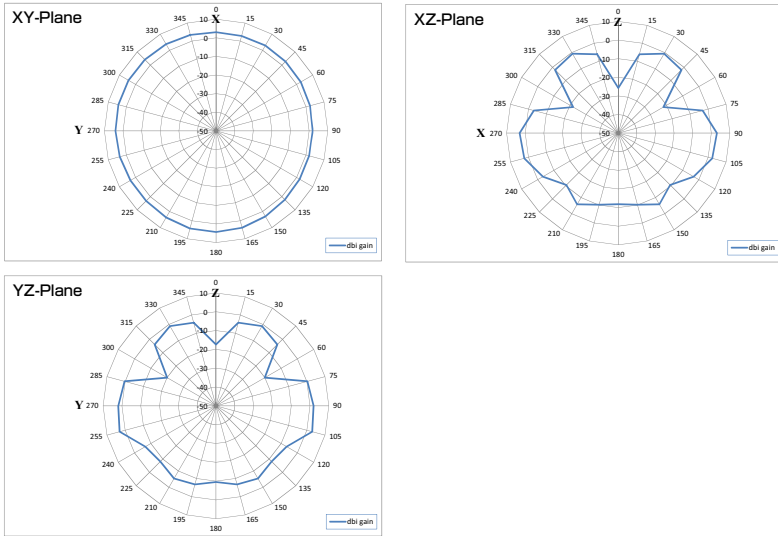 XY-Plane
0
345 10 X 15
330 0 30
315 -10 45
300 -20 60
-30
285 75
-40
Y 270 -50 90
255 105
240 120
225 135
210 150
195 165
180
dbi gain
XZ-Plane
0
345 10 Z 15
330 0 30
315 -10 45
300 -20 60
-30
285 75
-40
X 270 -50 90
255 105
240 120
225 135
210 150
195 165
180
dbi gain
YZ-Plane
0
345 10 Z 15
330 0 30
315 -10 45
300 -20 60
-30
285 75
-40
Y 270 -50 90
255 105
240 120
225 135
210 150
195 165
180
dbi gain